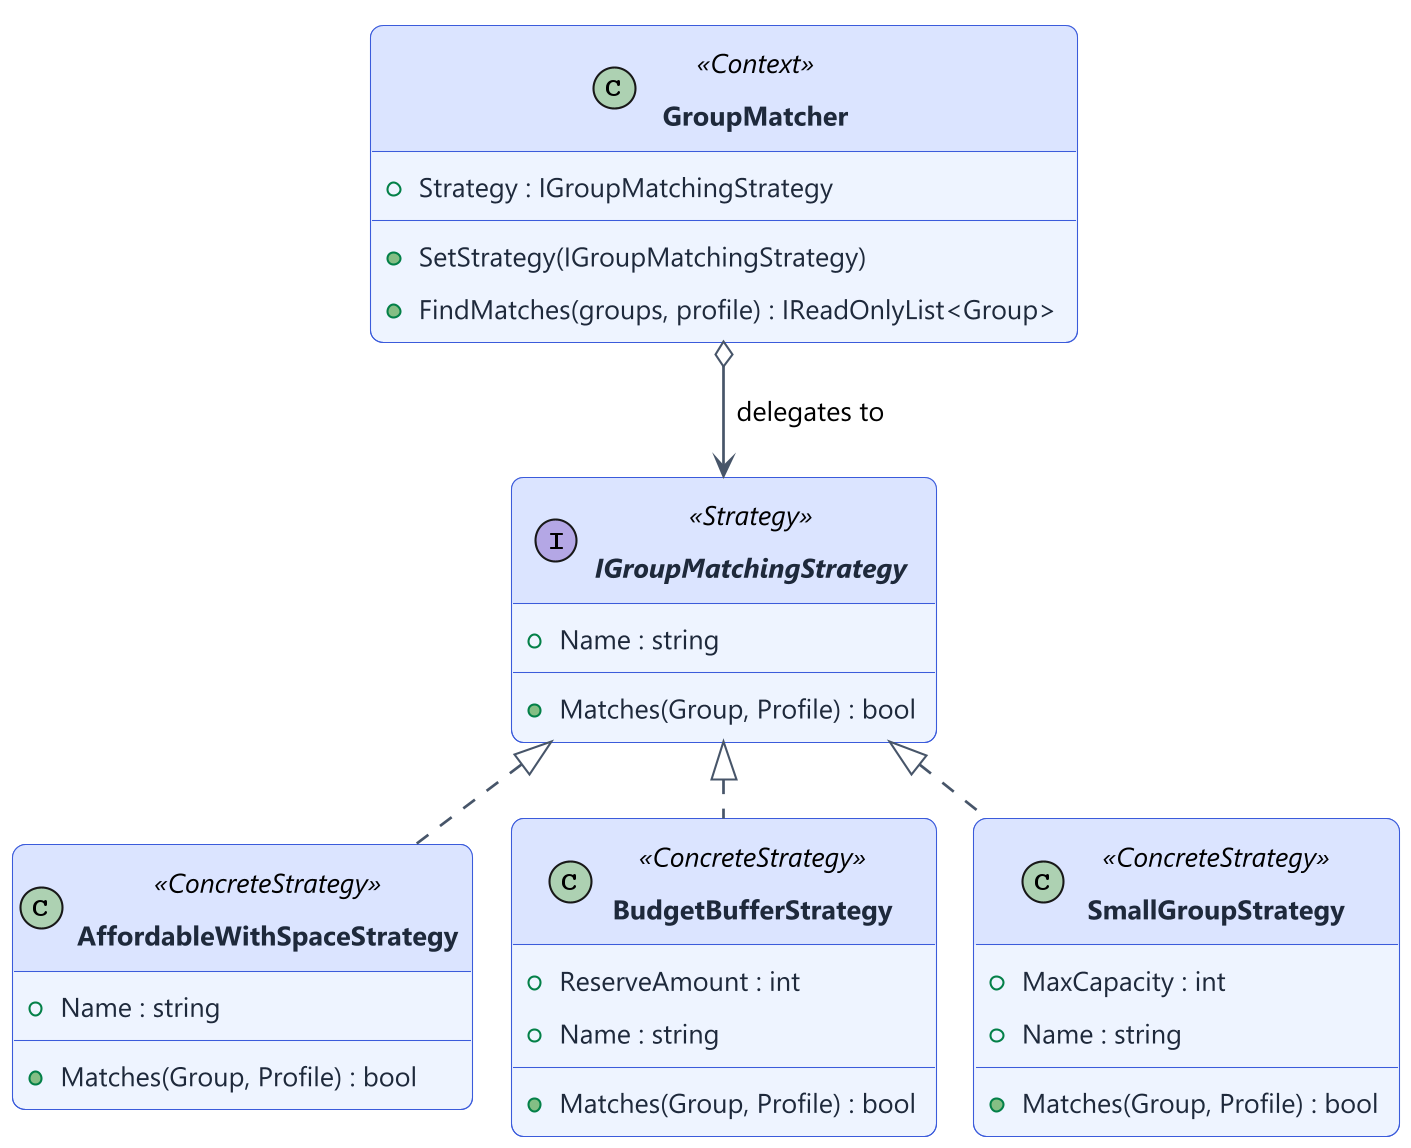 «Context»
C
GroupMatcher
Strategy : IGroupMatchingStrategy
SetStrategy(IGroupMatchingStrategy)
FindMatches(groups, profile) : IReadOnlyList<Group>
delegates to
«Strategy»
I
IGroupMatchingStrategy
Name : string
Matches(Group, Profile) : bool
«ConcreteStrategy»
C
AffordableWithSpaceStrategy
Name : string
Matches(Group, Profile) : bool
«ConcreteStrategy»
C
BudgetBufferStrategy
ReserveAmount : int
Name : string
Matches(Group, Profile) : bool
«ConcreteStrategy»
C
SmallGroupStrategy
MaxCapacity : int
Name : string
Matches(Group, Profile) : bool